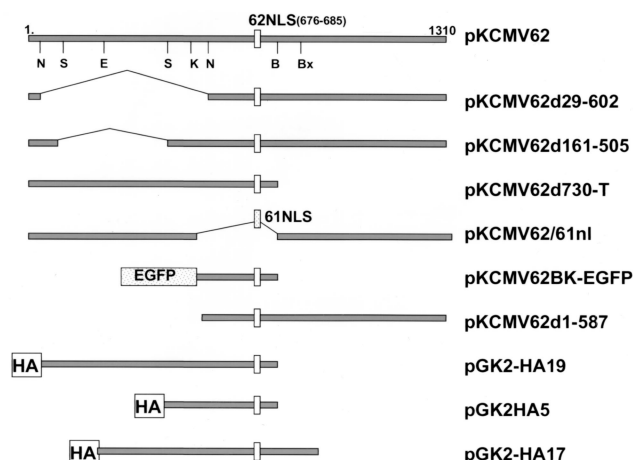 62NLS(676-685)
1. 1310 pKCMV62
N S E S K N B Bx
pKCMV62d29-602
pKCMV62d161-505
pKCMV62d730-T
61NLS
pKCMV62/61nl
EGFP pKCMV62BK-EGFP
pKCMV62d1-587
HA pGK2-HA19
HA pGK2HA5
HA pGK2-HA17